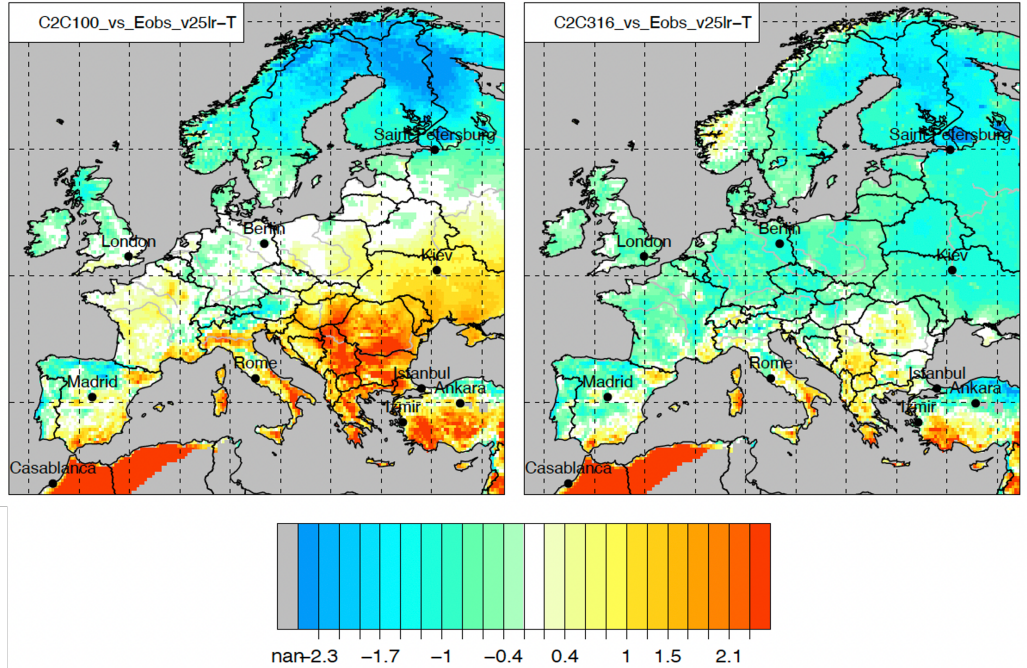 C2C100_vs_Eobs_v25lr-T
Saint Petersburg
London
Berlin
Kiev
Rome
Madrid
Istanbul
Ankara
Izmir
Casablanca
C2C316_vs_Eobs_v25lr-T
Saint Petersburg
London
Berlin
Kiev
Rome
Madrid
Istanbul
Ankara
Izmir
Casablanca
nan −2.3 −1.7 −1 −0.4 0.4 1 1.5 2.1